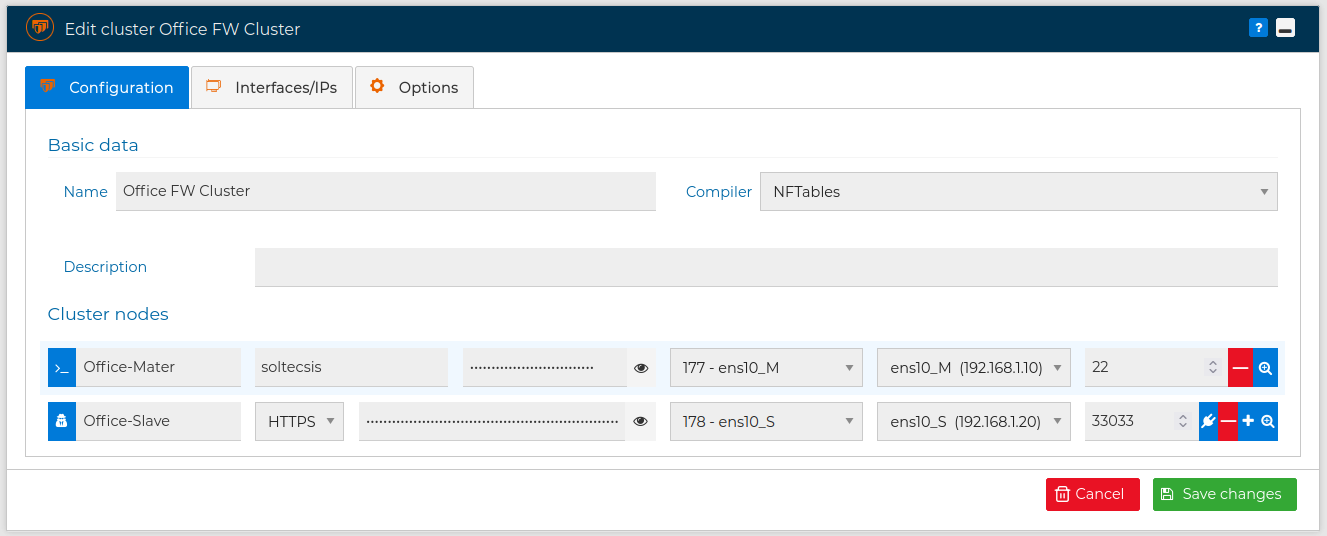 Edit cluster Office FW Cluster ?
Configuration Interfaces/IPs Options
Basic data
Name Office FW Cluster Compiler NFTables
Description
Cluster nodes
>_ Office-Mater soltecsis ••••••••••••••••••••••••••••• 177 - ens10_M ens10_M (192.168.1.10) 22
Office-Slave HTTPS •••••••••••••••••••••••••••••••••••••••••••••••••••••••••••• 178 - ens10_S ens10_S (192.168.1.20) 33033
Cancel Save changes